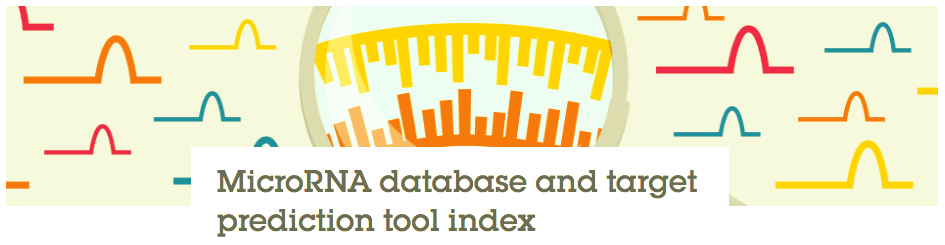 MicroRNA database and target
prediction tool index